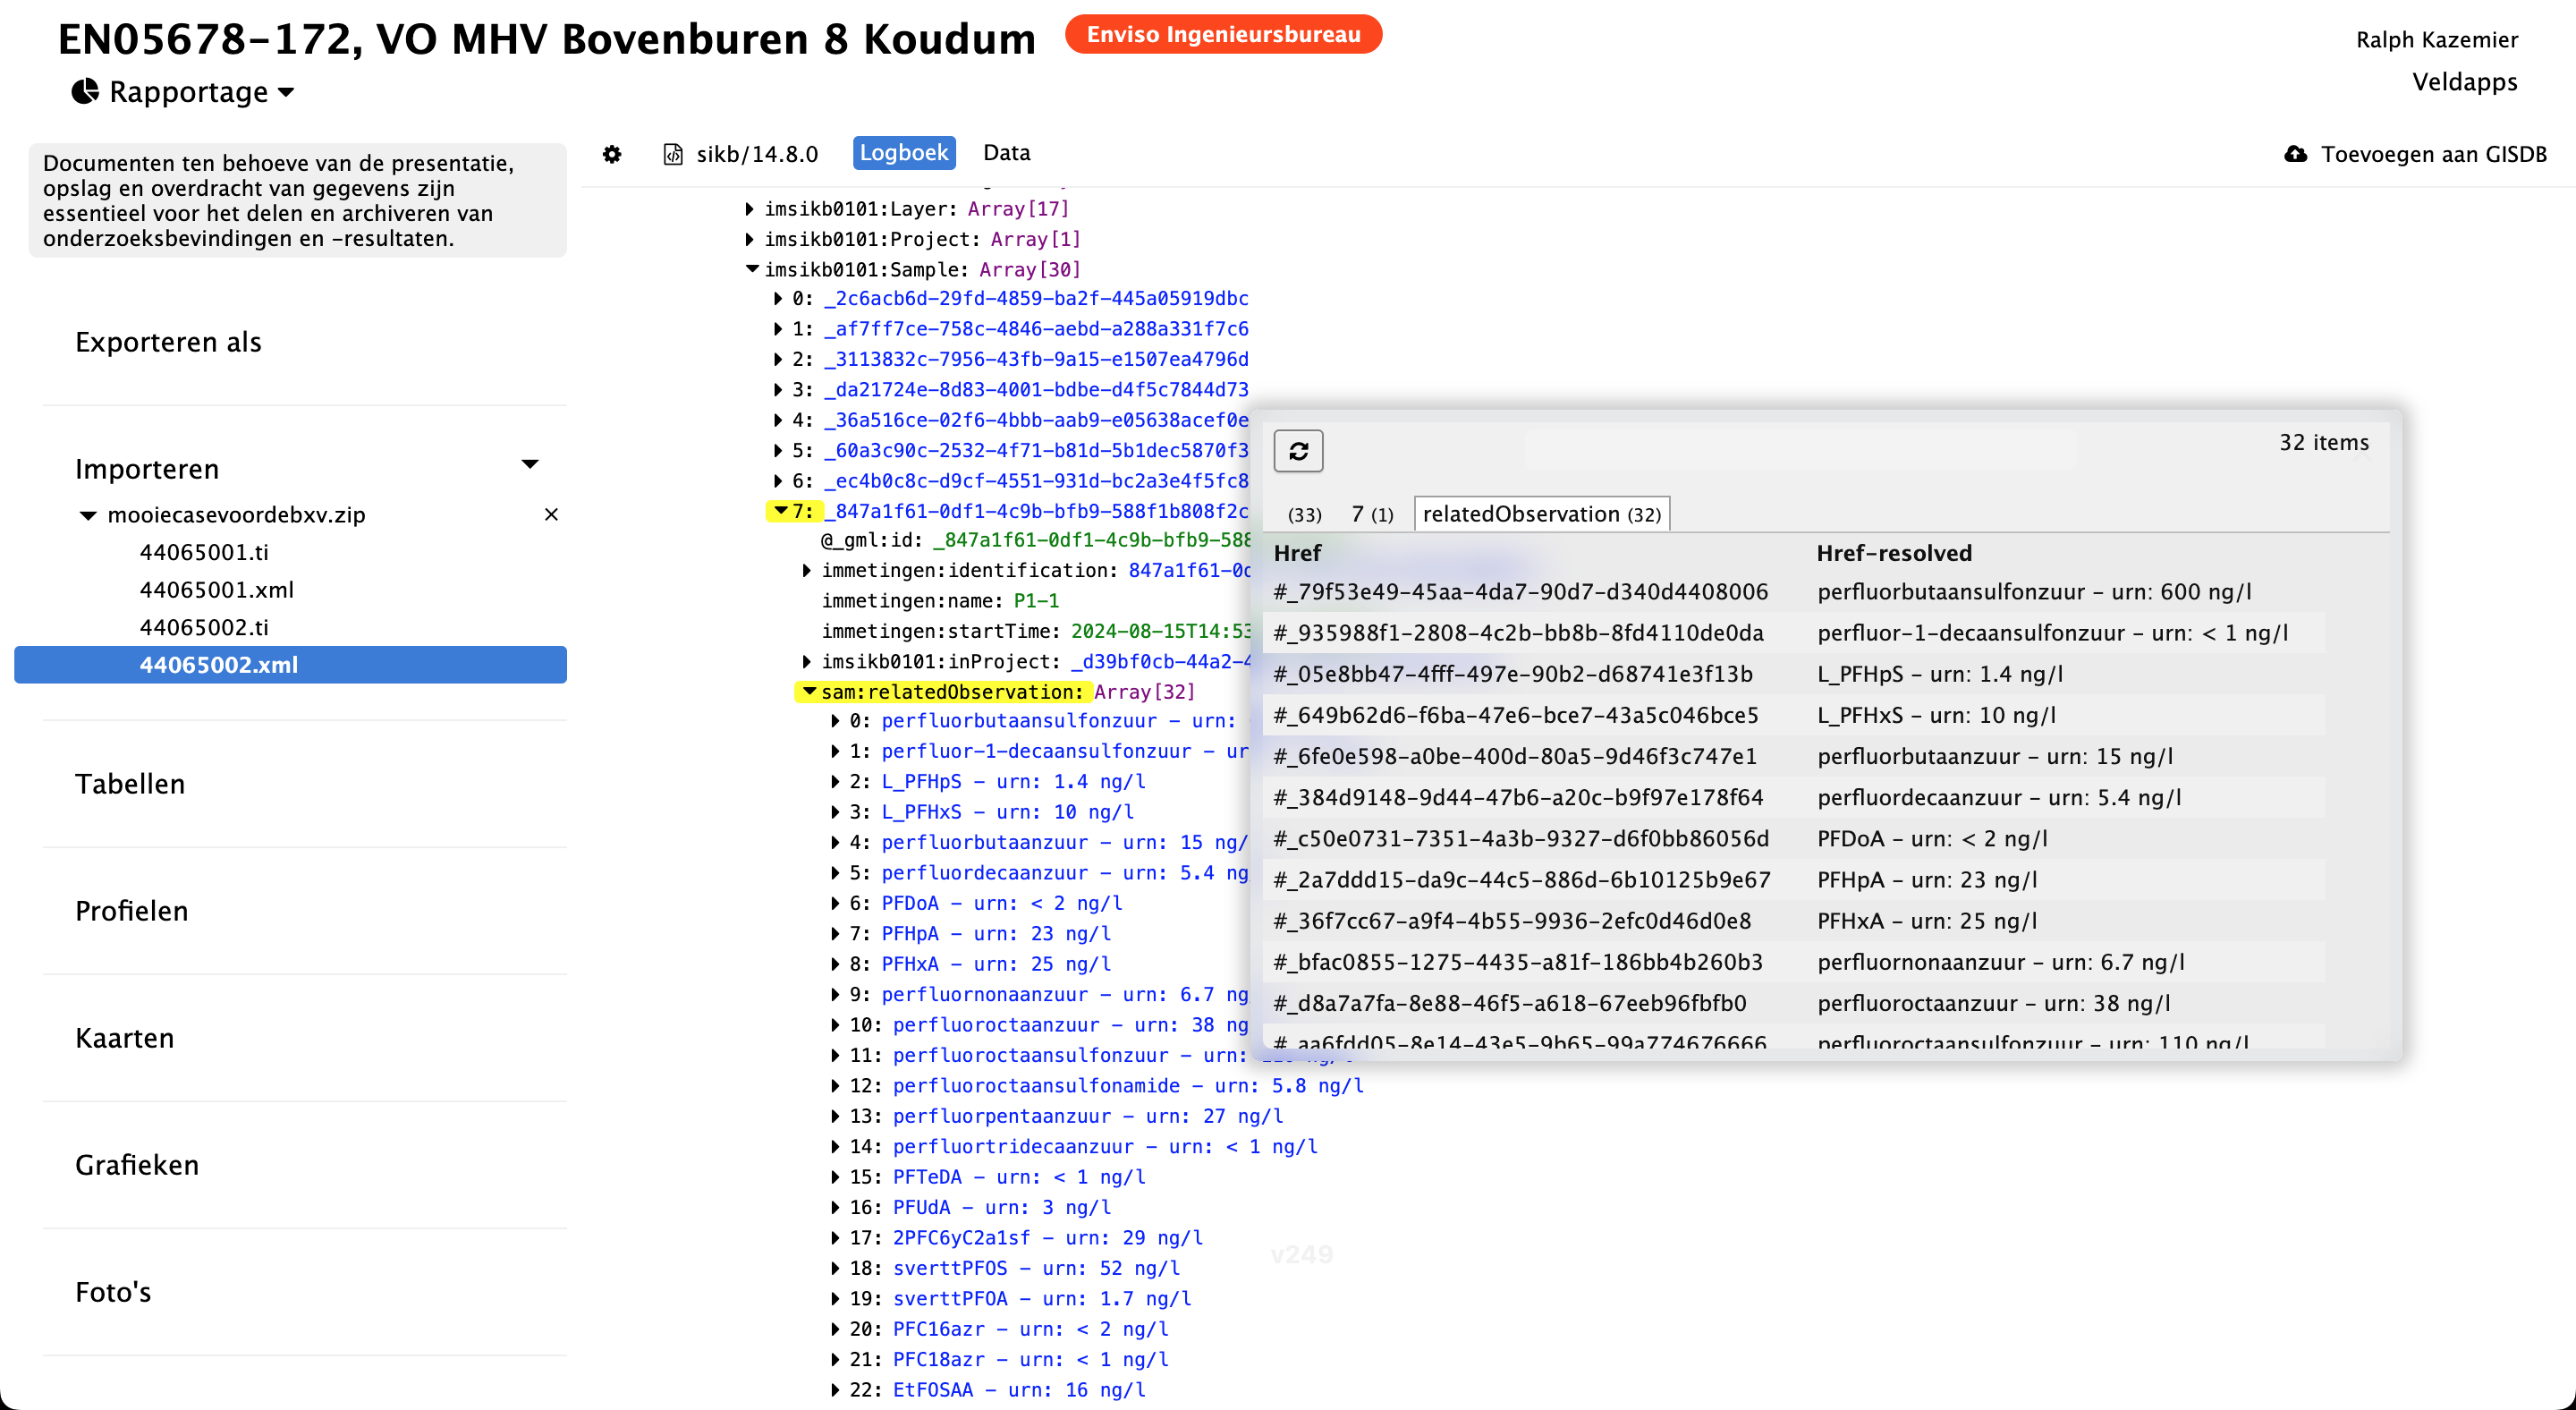 EN05678-172, VO MHV Bovenburen 8 Koudum
Enviso Ingenieursbureau
Ralph Kazemier
Rapportage
Veldapps
Documenten ten behoeve van de presentatie,
opslag en overdracht van gegevens zijn
essentieel voor het delen en archiveren van
onderzoeksbevindingen en -resultaten.
Exporteren als
Importeren
mooiecasevoordebxv.zip
44065001.ti
44065001.xml
44065002.ti
44065002.xml
Tabellen
Profielen
Kaarten
Grafieken
Foto's
sikb/14.8.0
Logboek
Data
Toevoegen aan GISDB
imsikb0101:Layer: Array[17]
imsikb0101:Project: Array[1]
imsikb0101:Sample: Array[30]
0: _2c6acb6d-29fd-4859-ba2f-445a05919dbc
1: _af7ff7ce-758c-4846-aebd-a288a331f7c6
2: _3113832c-7956-43fb-9a15-e1507ea4796d
3: _da21724e-8d83-4001-bdbe-d4f5c7844d73
4: _36a516ce-02f6-4bbb-aab9-e05638acef0e
5: _60a3c90c-2532-4f71-b81d-5b1dec5870f3
6: _ec4b0c8c-d9cf-4551-931d-bc2a3e4f5fc8
7: _847a1f61-0df1-4c9b-bfb9-588f1b808f2c
@_gml:id: _847a1f61-0df1-4c9b-bfb9-588
immetingen:identification: 847a1f61-0d
immetingen:name: P1-1
immetingen:startTime: 2024-08-15T14:53
imsikb0101:inProject: _d39bf0cb-44a2-4
sam:relatedObservation: Array[32]
0: perfluorbutaansulfonzuur - urn:
1: perfluor-1-decaansulfonzuur - ur
2: L_PFHpS - urn: 1.4 ng/l
3: L_PFHxS - urn: 10 ng/l
4: perfluorbutaanzuur - urn: 15 ng/
5: perfluordecaanzuur - urn: 5.4 ng
6: PFDoA - urn: < 2 ng/l
7: PFHpA - urn: 23 ng/l
8: PFHxA - urn: 25 ng/l
9: perfluornonaanzuur - urn: 6.7 ng
10: perfluoroctaanzuur - urn: 38 ng
11: perfluoroctaansulfonzuur - urn:
12: perfluoroctaansulfonamide - urn: 5.8 ng/l
13: perfluorpentaanzuur - urn: 27 ng/l
14: perfluortridecaanzuur - urn: < 1 ng/l
15: PFTeDA - urn: < 1 ng/l
16: PFUdA - urn: 3 ng/l
17: 2PFC6yC2a1sf - urn: 29 ng/l
18: sverttPFOS - urn: 52 ng/l
19: sverttPFOA - urn: 1.7 ng/l
20: PFC16azr - urn: < 2 ng/l
21: PFC18azr - urn: < 1 ng/l
22: EtFOSAA - urn: 16 ng/l
32 items
(33) 7 (1) relatedObservation (32)
Href Href-resolved
#_79f53e49-45aa-4da7-90d7-d340d4408006 perfluorbutaansulfonzuur - urn: 600 ng/l
#_935988f1-2808-4c2b-bb8b-8fd4110de0da perfluor-1-decaansulfonzuur - urn: < 1 ng/l
#_05e8bb47-4fff-497e-90b2-d68741e3f13b L_PFHpS - urn: 1.4 ng/l
#_649b62d6-f6ba-47e6-bce7-43a5c046bce5 L_PFHxS - urn: 10 ng/l
#_6fe0e598-a0be-400d-80a5-9d46f3c747e1 perfluorbutaanzuur - urn: 15 ng/l
#_384d9148-9d44-47b6-a20c-b9f97e178f64 perfluordecaanzuur - urn: 5.4 ng/l
#_c50e0731-7351-4a3b-9327-d6f0bb86056d PFDoA - urn: < 2 ng/l
#_2a7ddd15-da9c-44c5-886d-6b10125b9e67 PFHpA - urn: 23 ng/l
#_36f7cc67-a9f4-4b55-9936-2efc0d46d0e8 PFHxA - urn: 25 ng/l
#_bfac0855-1275-4435-a81f-186bb4b260b3 perfluornonaanzuur - urn: 6.7 ng/l
#_d8a7a7fa-8e88-46f5-a618-67eeb96fbfb0 perfluoroctaanzuur - urn: 38 ng/l
#_aa6fdd05-8e14-43e5-9b65-99a774676666 perfluoroctaansulfonzuur - urn: 110 ng/l
v249